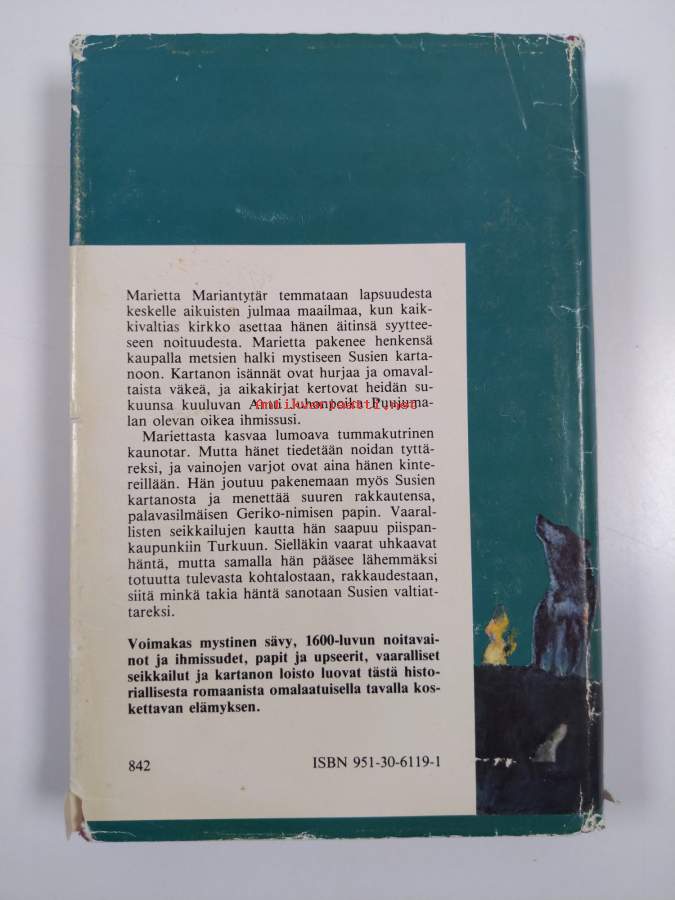 Marietta Mariantytär temmataan lapsuudesta
keskelle aikuisten julmaa maailmaa, kun kaik-
kivaltias kirkko asettaa hänen äitinsä syyttee-
seen noituudesta. Marietta pakenee henkensä
kaupalla metsien halki mystiseen Susien karta-
noon. Kartanon isännät ovat hurjaa ja omaval-
taista väkeä, ja aikakirjat kertovat heidän su-
kuunsa kuuluvan Antti Juhonpoika Puujuma-
lan olevan oikea ihmissusi.
Mariettasta kasvaa lumoava tummakutrinen
kaunotar. Mutta hänet tiedetään noidan tyttä-
reksi, ja vainojen varjot ovat aina hänen kinte-
reillään. Hän joutuu pakenemaan myös Susien
kartanosta ja menettää suuren rakkautensa,
palavasilmäisen Geriko-nimisen papin. Vaaral-
listen seikkailujen kautta hän saapuu piispan-
kaupunkiin Turkuun. Sielläkin vaarat uhkaavat
häntä, mutta samalla hän pääsee lähemmäksi
totuutta tulevasta kohtalostaan, rakkaudestaan,
siitä minkä takia häntä sanotaan Susien valtiat-
tareksi.
Voimakas mystinen sävy, 1600-luvun noitavai-
not ja ihmissudet, papit ja upseerit, vaaralliset
seikkailut ja kartanon loisto luovat tästä histo-
riallisesta romaanista omalaatuisella tavalla kos-
kettavan elämyksen.
842 ISBN 951-30-6119-1